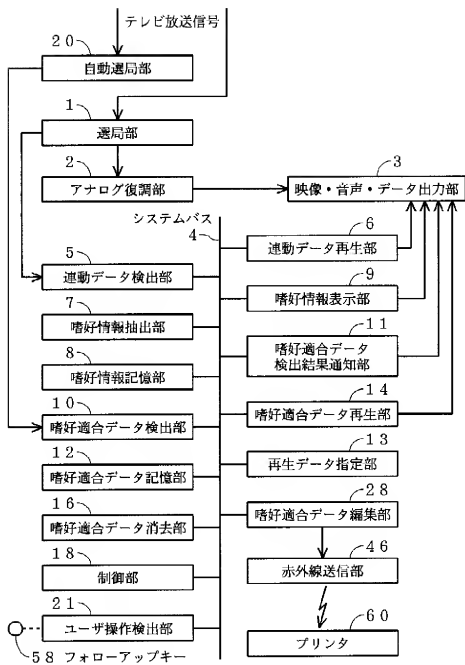 テレビ放送信号
20
自動選局部
1
選局部
2
アナログ復調部
3
映像・音声・データ出力部
システムバス
4
5
連動データ検出部
6
連動データ再生部
7
嗜好情報抽出部
9
嗜好情報表示部
8
嗜好情報記憶部
11
嗜好適合データ
検出結果通知部
10
嗜好適合データ検出部
14
嗜好適合データ再生部
12
嗜好適合データ記憶部
13
再生データ指定部
16
嗜好適合データ消去部
28
嗜好適合データ編集部
18
制御部
46
赤外線送信部
21
ユーザ操作検出部
60
プリンタ
58 フォローアップキー